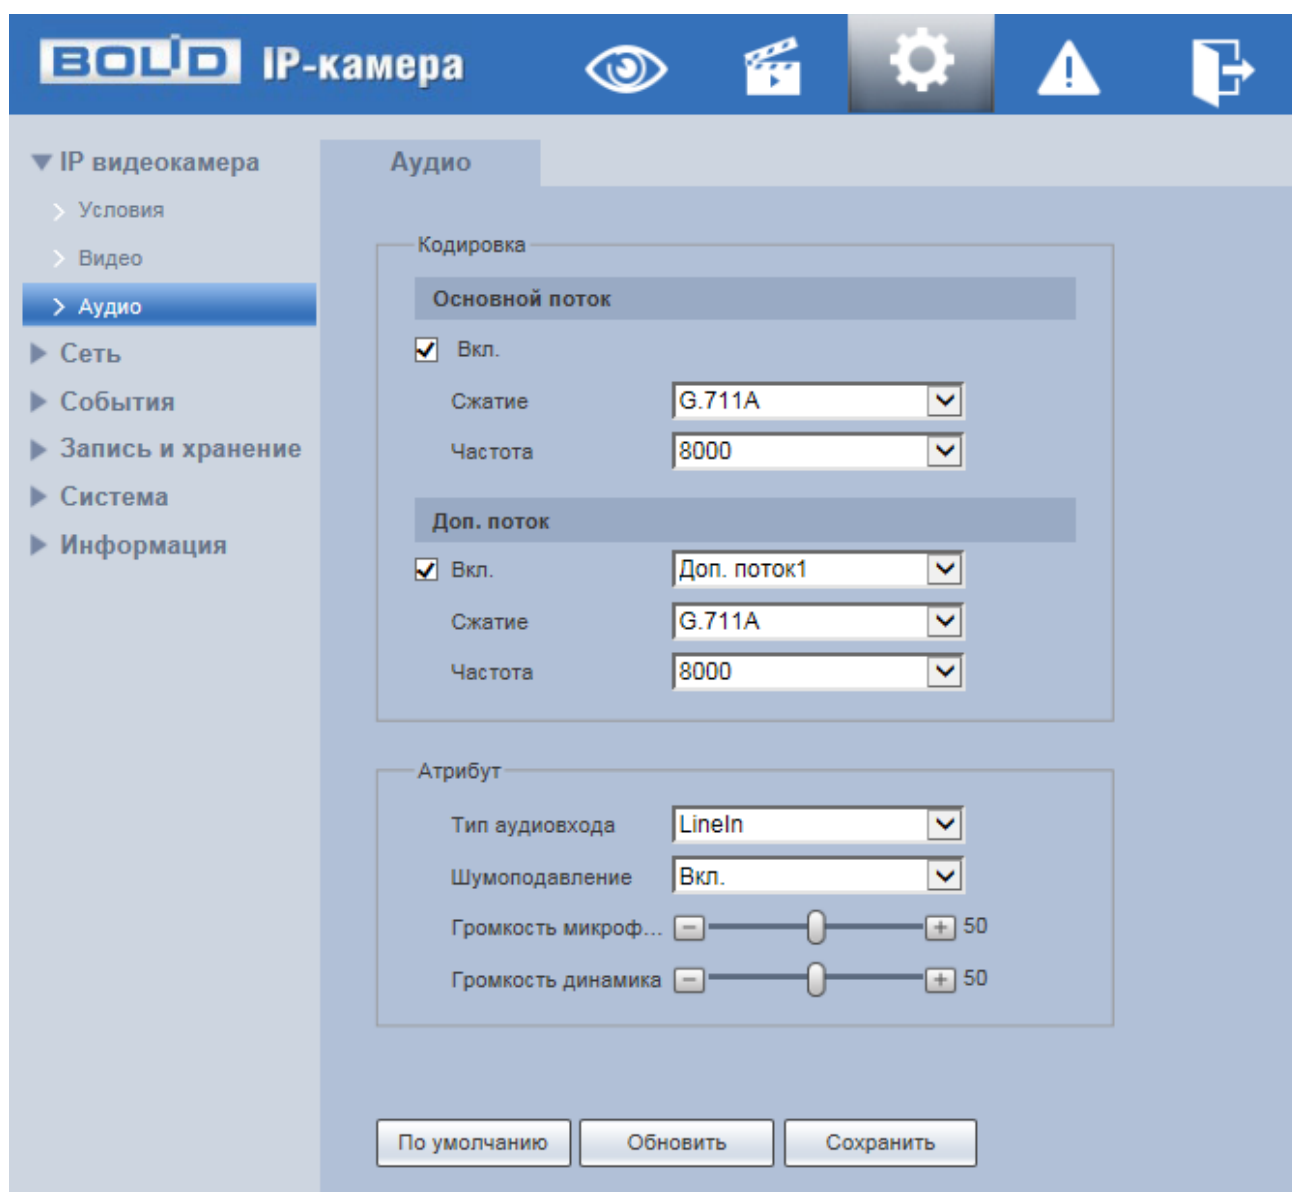 BOLID IP-камера
IP видеокамера
Условия
Видео
Аудио
Сеть
События
Запись и хранение
Система
Информация
Аудио
Кодировка
Основной поток
Вкл.
Сжатие G.711A
Частота 8000
Доп. поток
Вкл. Доп. поток1
Сжатие G.711A
Частота 8000
Атрибут
Тип аудиовхода LineIn
Шумоподавление Вкл.
Громкость микроф... 50
Громкость динамика 50
По умолчанию Обновить Сохранить